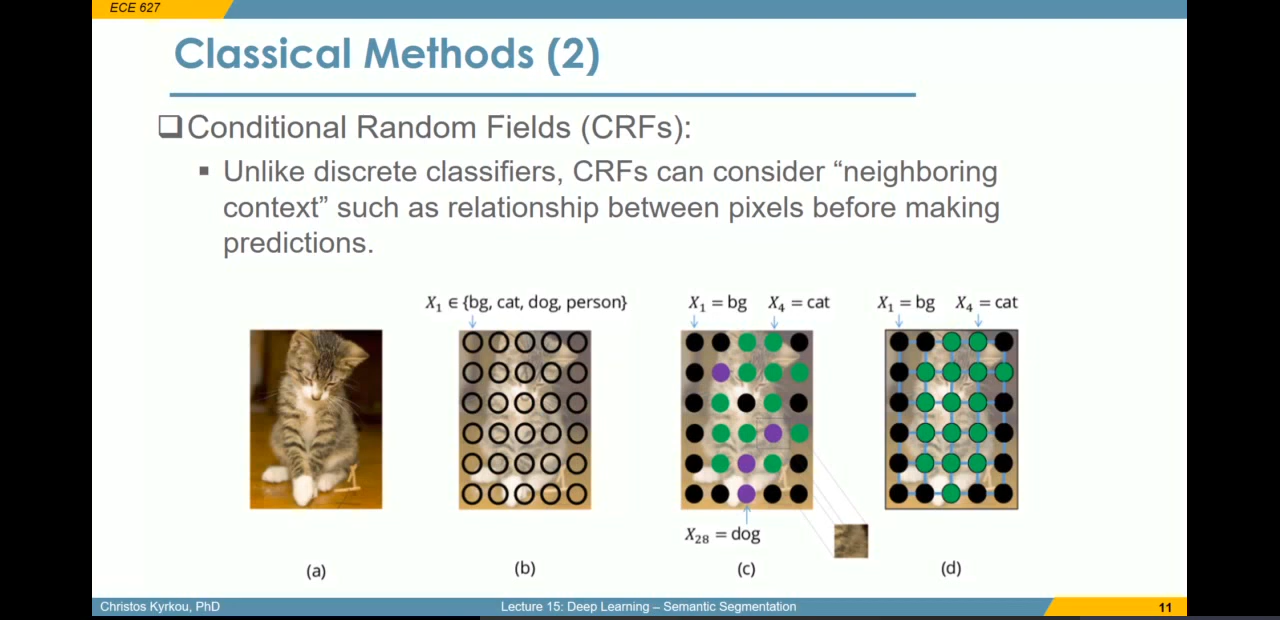 ECE 627
Classical Methods (2)
❑Conditional Random Fields (CRFs):
▪ Unlike discrete classifiers, CRFs can consider “neighboring
context” such as relationship between pixels before making
predictions.
X₁ ∈ {bg, cat, dog, person}
X₁ = bg X₄ = cat
X₁ = bg X₄ = cat
X₂₈ = dog
(a) (b) (c) (d)
Christos Kyrkou, PhD Lecture 15: Deep Learning – Semantic Segmentation 11